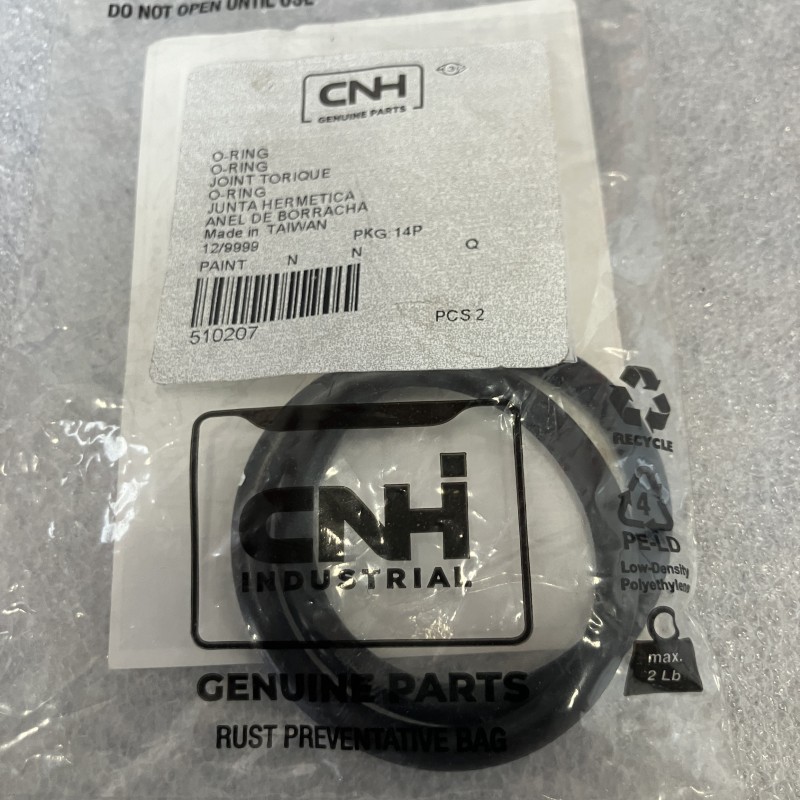 DO NOT OPEN UNTIL USE
CNH
GENUINE PARTS
O-RING
O-RING
JOINT TORIQUE
O-RING
JUNTA HERMETICA
ANEL DE BORRACHA
Made in TAIWAN
12/9999 PKG:14P Q
PAINT N N
510207
PCS 2
CNH
INDUSTRIAL
GENUINE PARTS
RUST PREVENTATIVE BAG
RECYCLE
4
PE-LD
Low-Density
Polyethylene
max.
2 Lb